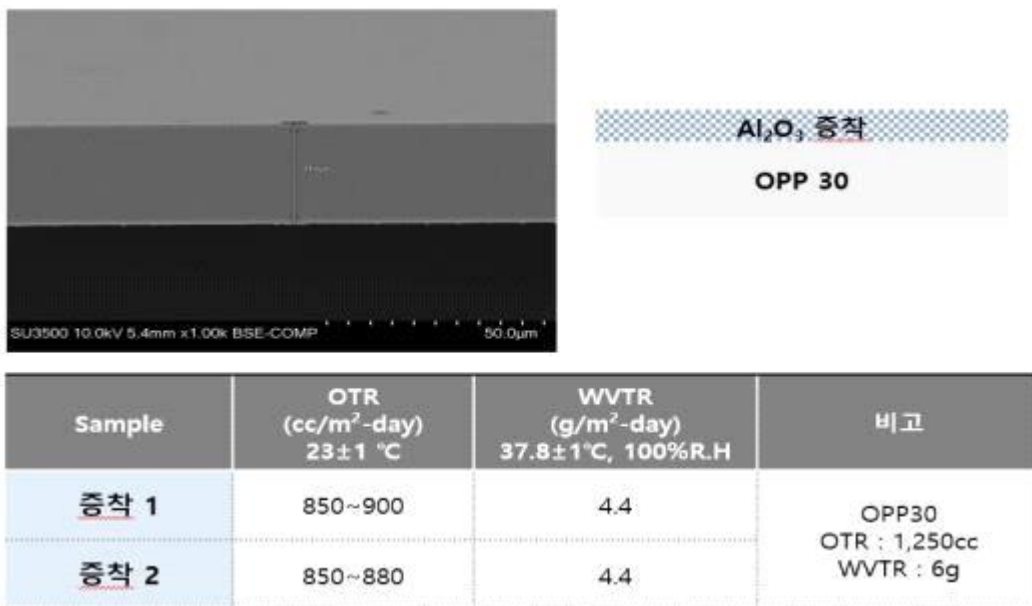 SU3500 10.0kV 5.4mm x1.00k BSE-COMP
50.0μm
Al₂O₃ 증착
OPP 30
Sample
OTR
(cc/m²-day)
23±1 ℃
WVTR
(g/m²-day)
37.8±1℃, 100%R.H
비고
증착 1
850~900
4.4
OPP30
OTR : 1,250cc
WVTR : 6g
증착 2
850~880
4.4